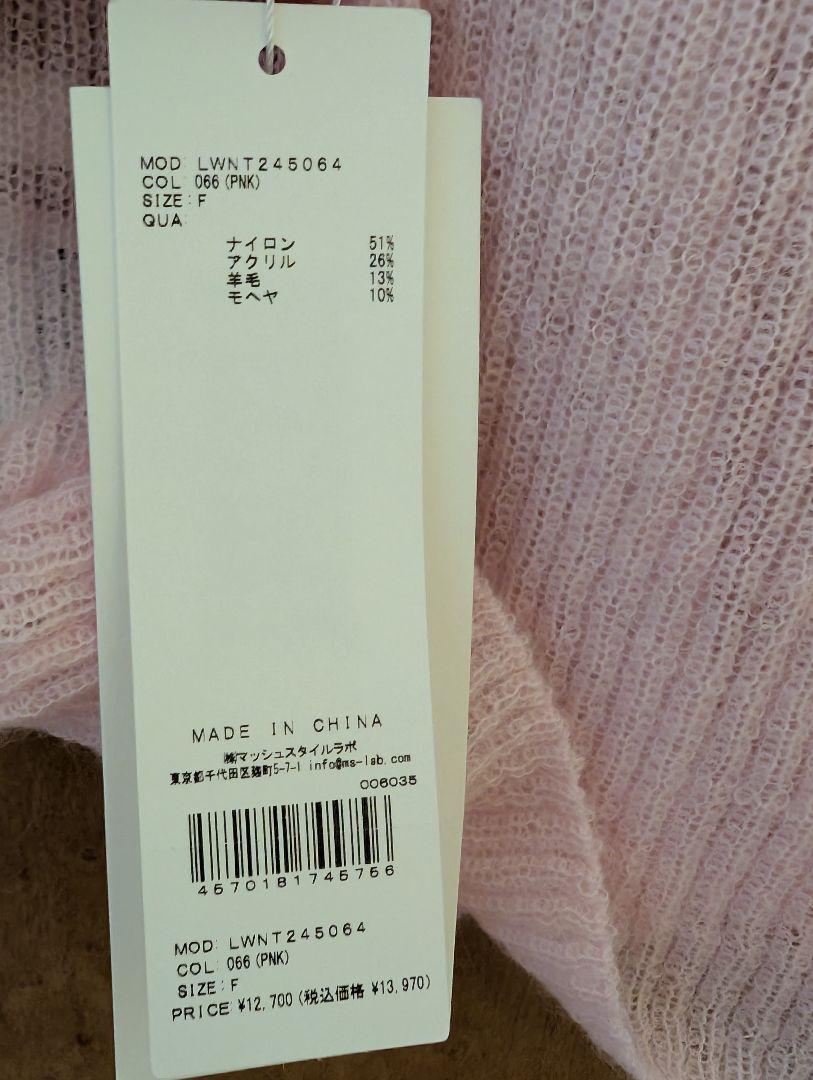 MOD: LWNT245064
COL: 066(PNK)
SIZE:F
QUA:
ナイロン 51%
アクリル 26%
羊毛 13%
モヘヤ 10%
MADE IN CHINA
㈱マッシュスタイルラボ
東京都千代田区麹町5-7-1 info@ms-lab.com
006035
4570181745756
MOD: LWNT245064
COL: 066(PNK)
SIZE:F
PRICE:¥12,700(税込価格 ¥13,970)